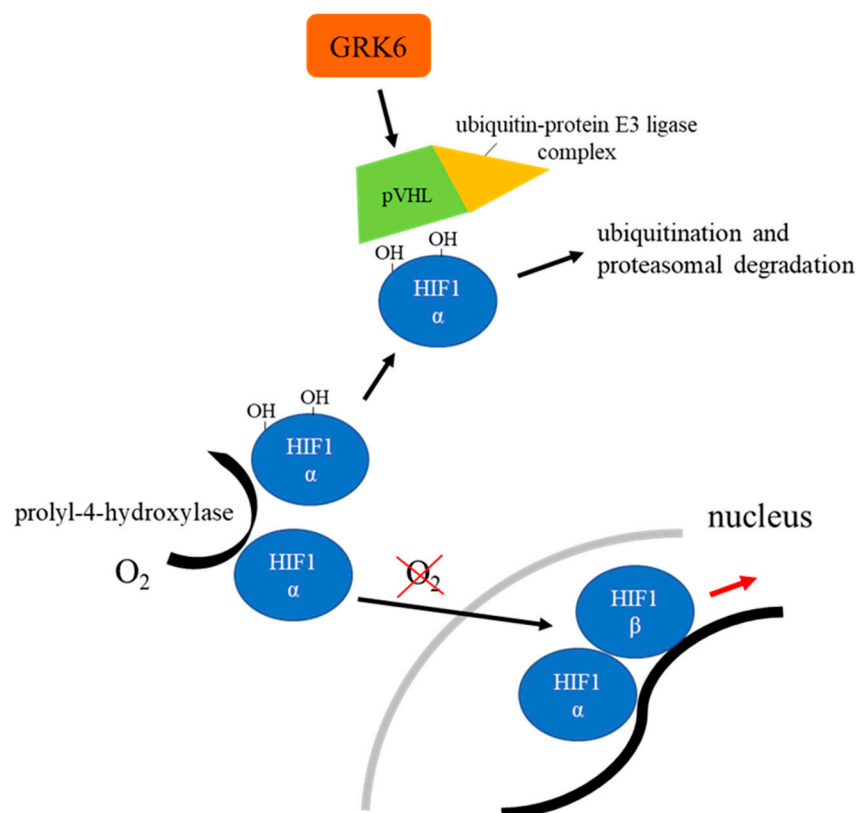 GRK6
ubiquitin-protein E3 ligase
complex
pVHL
OH
OH
HIF1
α
ubiquitination and
proteasomal degradation
OH
OH
HIF1
α
prolyl-4-hydroxylase
O₂
HIF1
α
O₂
nucleus
HIF1
β
HIF1
α